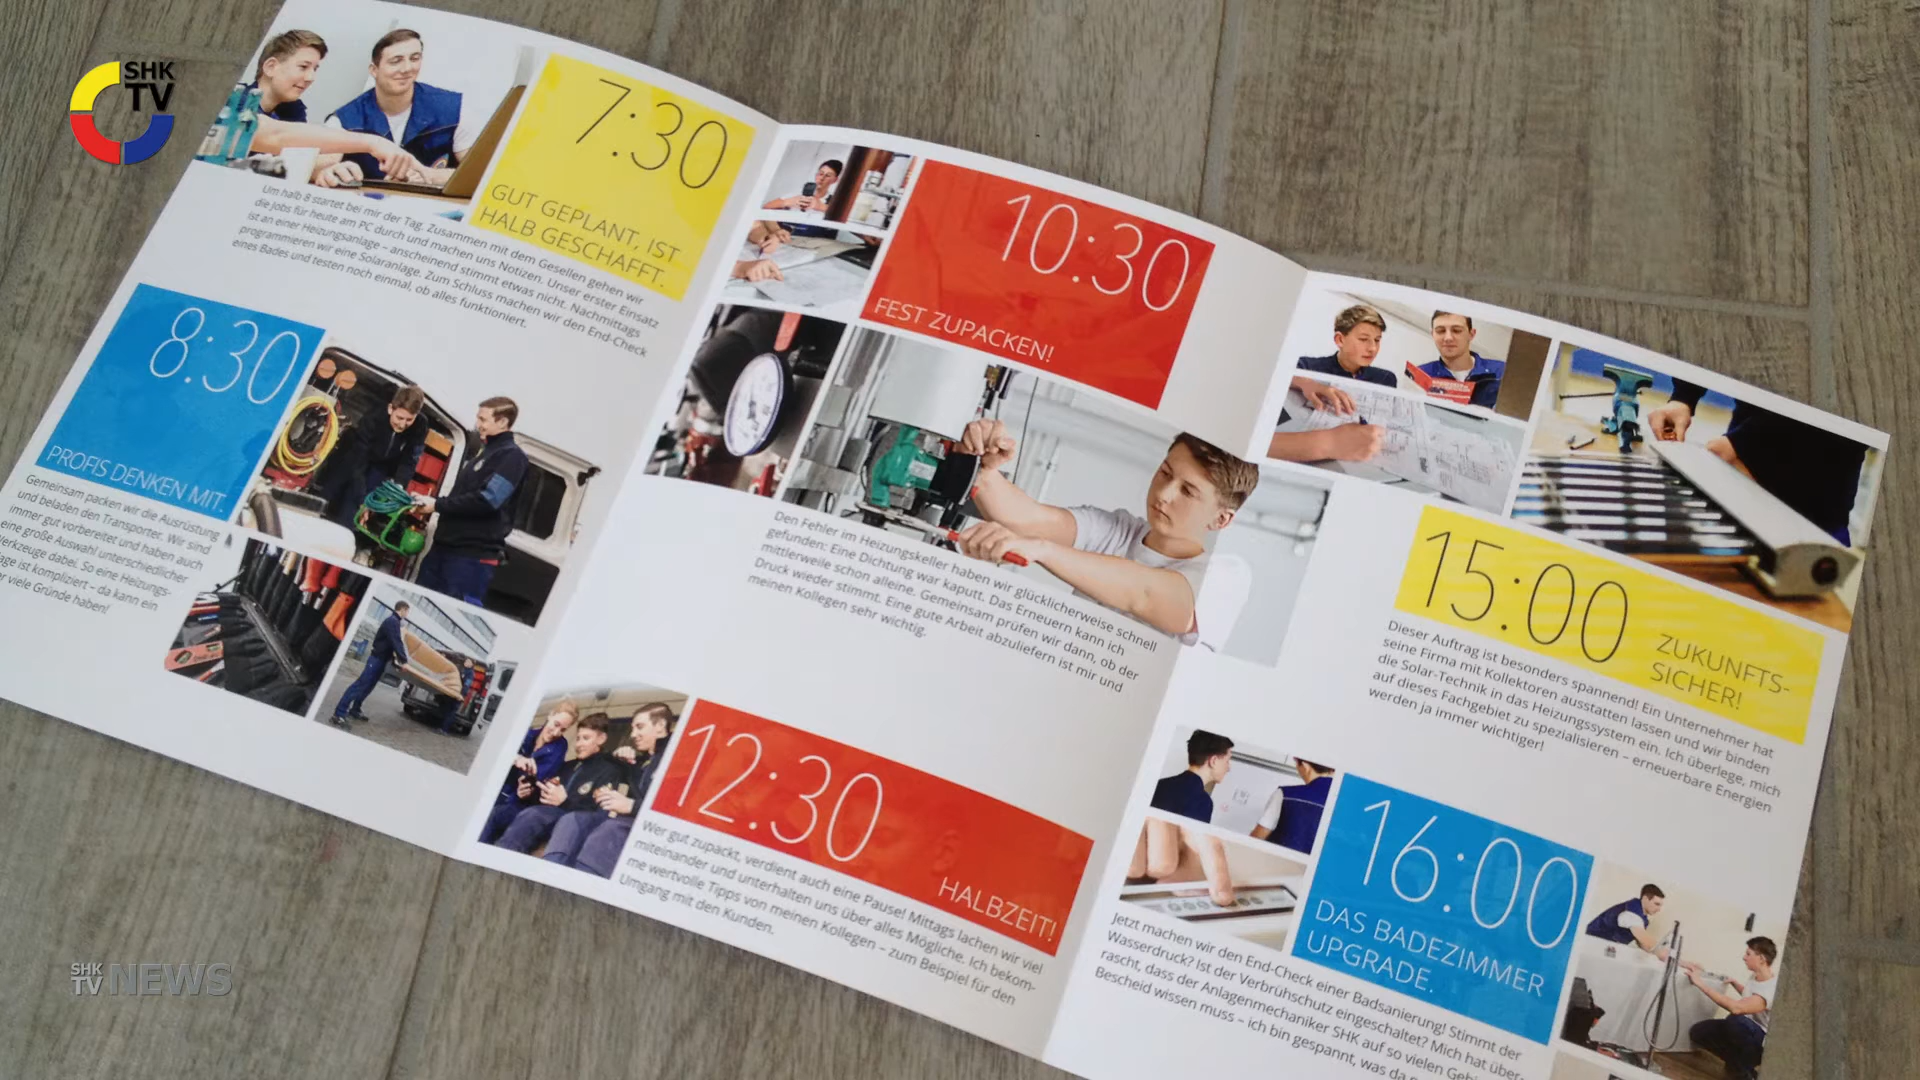 SHK
TV
7:30
GUT GEPLANT, IST
HALB GESCHAFFT.
Um halb 8 startet bei mir der Tag. Zusammen mit dem Gesellen gehen wir
die Jobs für heute am PC durch und machen uns Notizen. Unser erster Einsatz
ist an einer Heizungsanlage – anscheinend stimmt etwas nicht. Nachmittags
programmieren wir eine Solaranlage. Zum Schluss machen wir den End-Check
eines Bades und testen noch einmal, ob alles funktioniert.
8:30
PROFIS DENKEN MIT.
Gemeinsam packen wir die Ausrüstung
und beladen den Transporter. Wir sind
immer gut vorbereitet und haben auch
eine große Auswahl unterschiedlicher
Werkzeuge dabei. So eine Heizungs-
age ist kompliziert – da kann ein
r viele Gründe haben!
10:30
FEST ZUPACKEN!
Den Fehler im Heizungskeller haben wir glücklicherweise schnell
gefunden: Eine Dichtung war kaputt. Das Erneuern kann ich
mittlerweile schon alleine. Gemeinsam prüfen wir dann, ob der
Druck wieder stimmt. Eine gute Arbeit abzuliefern ist mir und
meinen Kollegen sehr wichtig.
12:30
HALBZEIT!
Wer gut zupackt, verdient auch eine Pause! Mittags lachen wir viel
miteinander und unterhalten uns über alles Mögliche. Ich bekom-
me wertvolle Tipps von meinen Kollegen – zum Beispiel für den
Umgang mit den Kunden.
15:00
ZUKUNFTS-
SICHER!
Dieser Auftrag ist besonders spannend! Ein Unternehmer hat
seine Firma mit Kollektoren ausstatten lassen und wir binden
die Solar-Technik in das Heizungssystem ein. Ich überlege, mich
auf dieses Fachgebiet zu spezialisieren – erneuerbare Energien
werden ja immer wichtiger!
16:00
DAS BADEZIMMER
UPGRADE.
Jetzt machen wir den End-Check einer Badsanierung! Stimmt der
Wasserdruck? Ist der Verbrühschutz eingeschaltet? Mich hat über-
rascht, dass der Anlagenmechaniker SHK auf so vielen Gebi
Bescheid wissen muss – ich bin gespannt, was da
SHK
TV NEWS